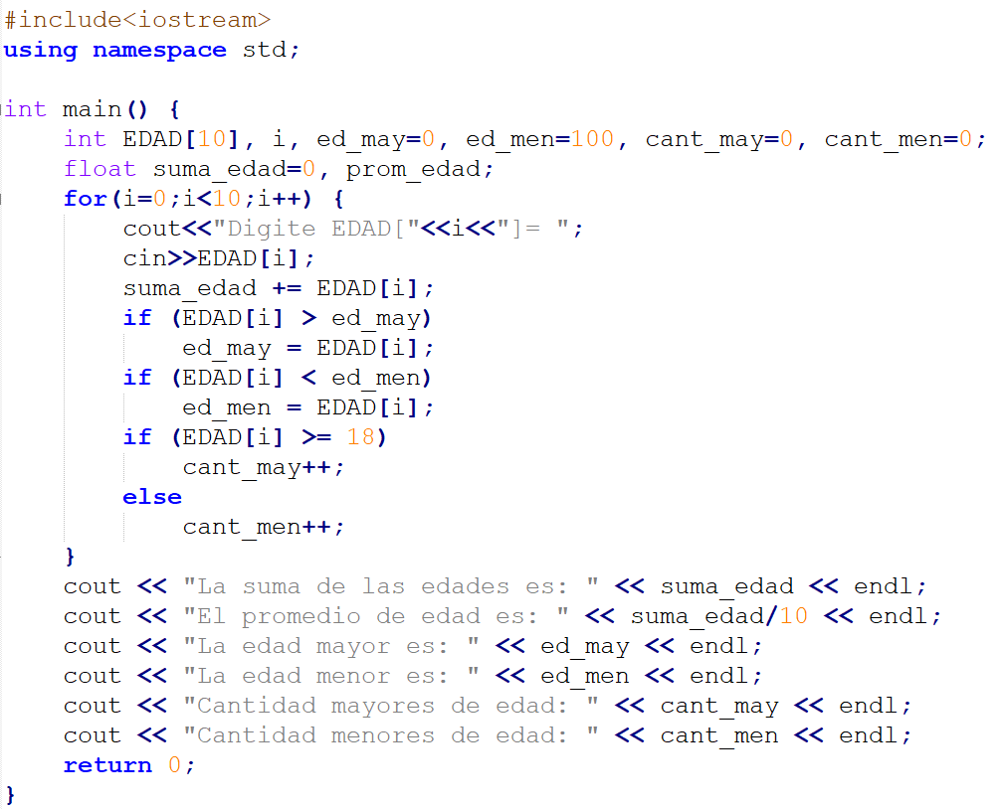 #include<iostream>
using namespace std;
int main() {
    int EDAD[10], i, ed_may=0, ed_men=100, cant_may=0, cant_men=0;
    float suma_edad=0, prom_edad;
    for(i=0;i<10;i++) {
        cout<<"Digite EDAD["<<i<<"]= ";
        cin>>EDAD[i];
        suma_edad += EDAD[i];
        if (EDAD[i] > ed_may)
            ed_may = EDAD[i];
        if (EDAD[i] < ed_men)
            ed_men = EDAD[i];
        if (EDAD[i] >= 18)
            cant_may++;
        else
            cant_men++;
    }
    cout << "La suma de las edades es: " << suma_edad << endl;
    cout << "El promedio de edad es: " << suma_edad/10 << endl;
    cout << "La edad mayor es: " << ed_may << endl;
    cout << "La edad menor es: " << ed_men << endl;
    cout << "Cantidad mayores de edad: " << cant_may << endl;
    cout << "Cantidad menores de edad: " << cant_men << endl;
    return 0;
}